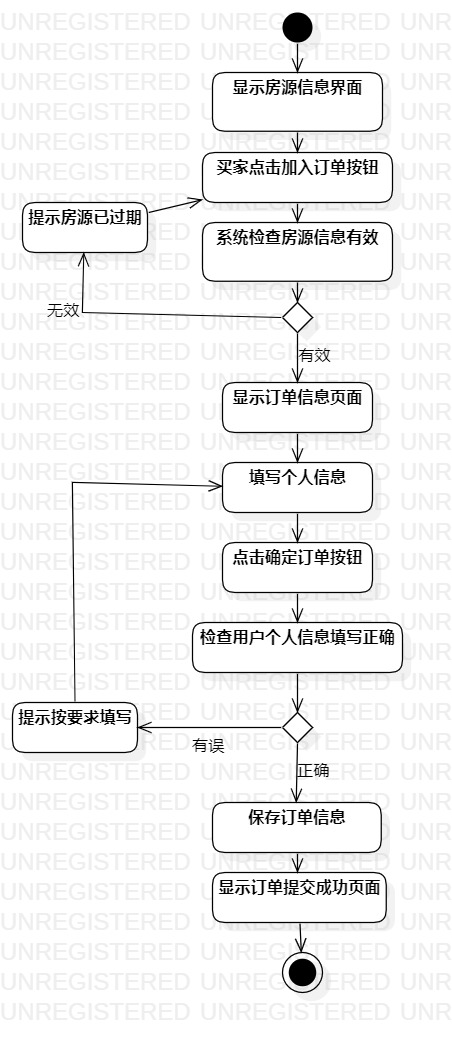 显示房源信息界面
买家点击加入订单按钮
提示房源已过期
系统检查房源信息有效
无效
有效
显示订单信息页面
填写个人信息
点击确定订单按钮
检查用户个人信息填写正确
提示按要求填写
有误
正确
保存订单信息
显示订单提交成功页面
UNREGISTERED